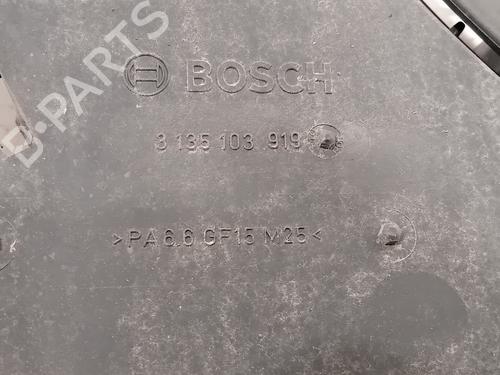 B-PARTS
BOSCH
3 135 103 919
>PA 6.6 GF15 M25<